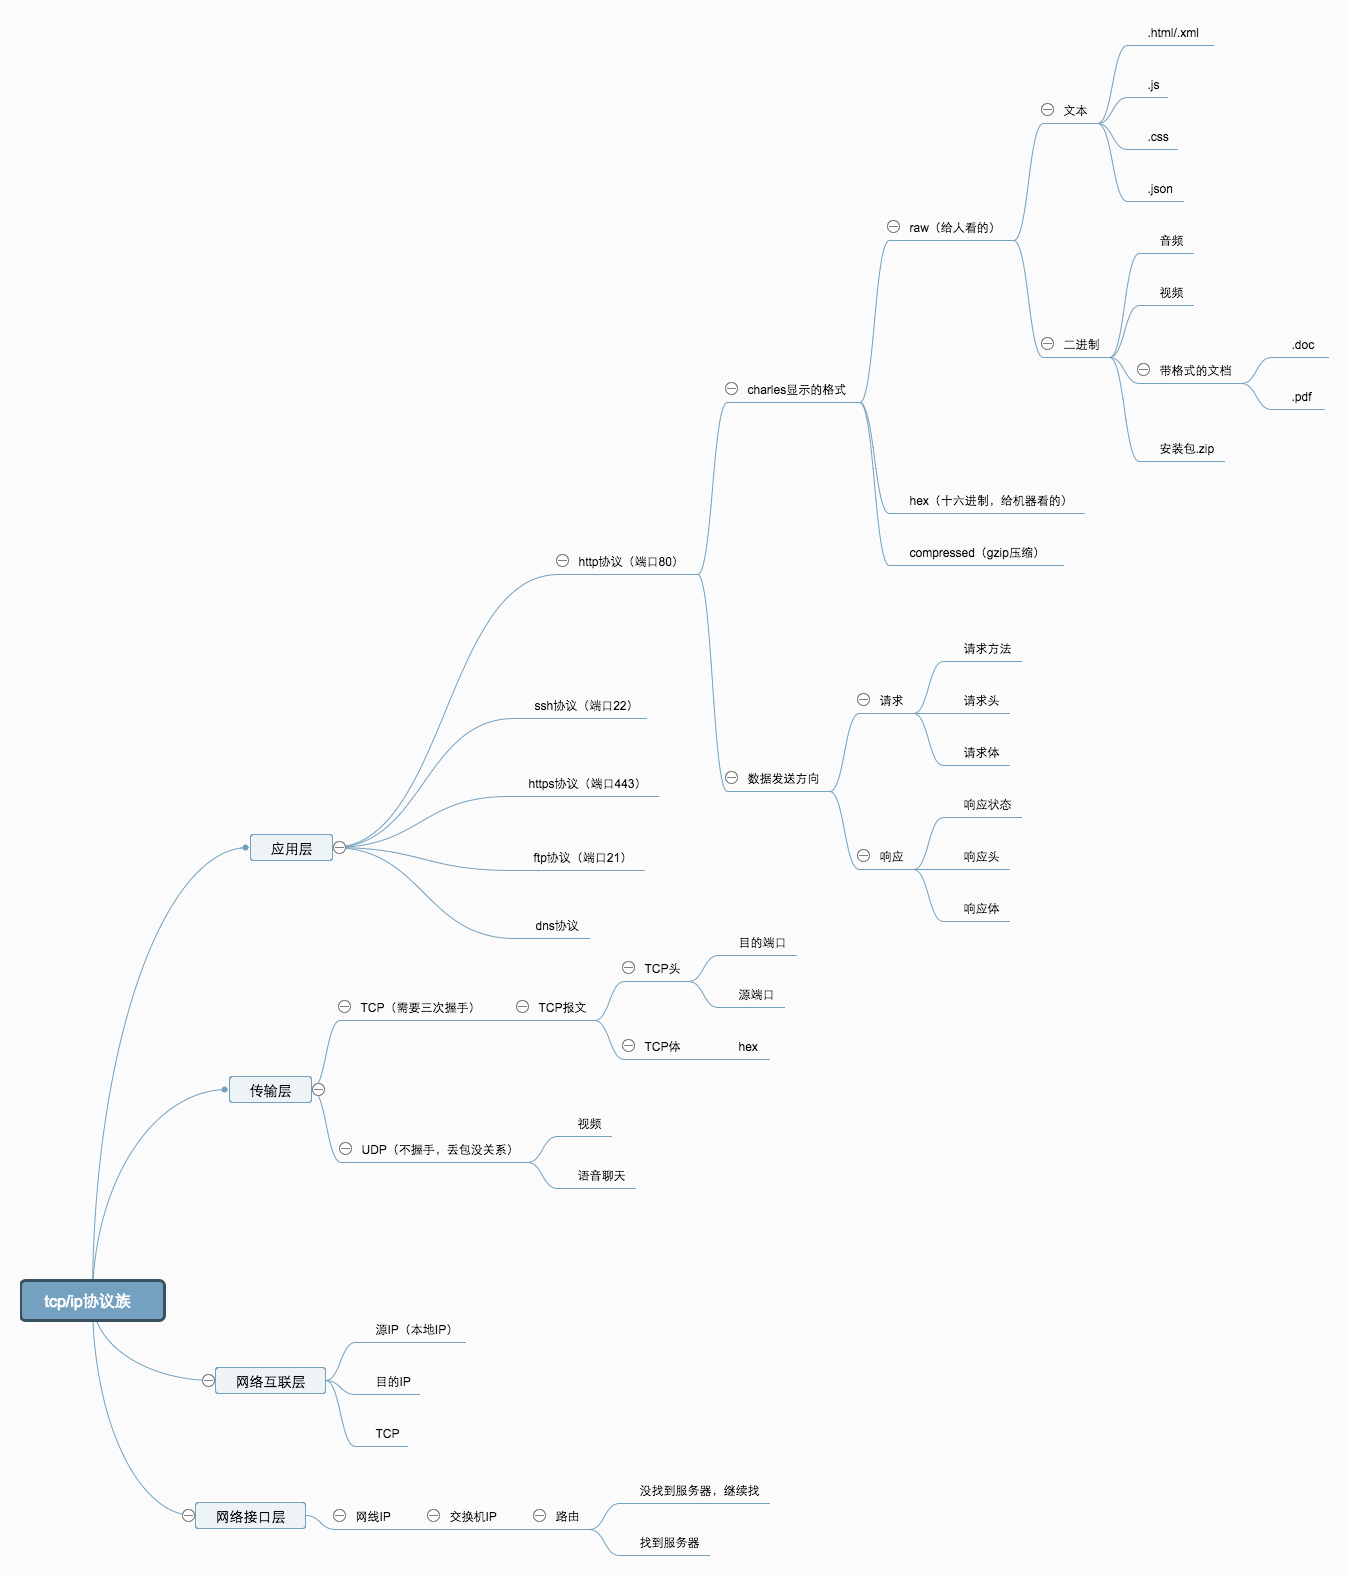 .html/.xml
.js
文本
.css
.json
raw（给人看的）
音频
视频
二进制
.doc
带格式的文档
.pdf
charles显示的格式
安装包.zip
hex（十六进制，给机器看的）
compressed（gzip压缩）
http协议（端口80）
请求方法
请求
请求头
ssh协议（端口22）
请求体
数据发送方向
https协议（端口443）
响应状态
应用层
响应
响应头
ftp协议（端口21）
响应体
dns协议
目的端口
TCP头
源端口
TCP（需要三次握手）
TCP报文
TCP体
hex
传输层
视频
UDP（不握手，丢包没关系）
语音聊天
tcp/ip协议族
源IP（本地IP）
网络互联层
目的IP
TCP
没找到服务器，继续找
网络接口层
网线IP
交换机IP
路由
找到服务器